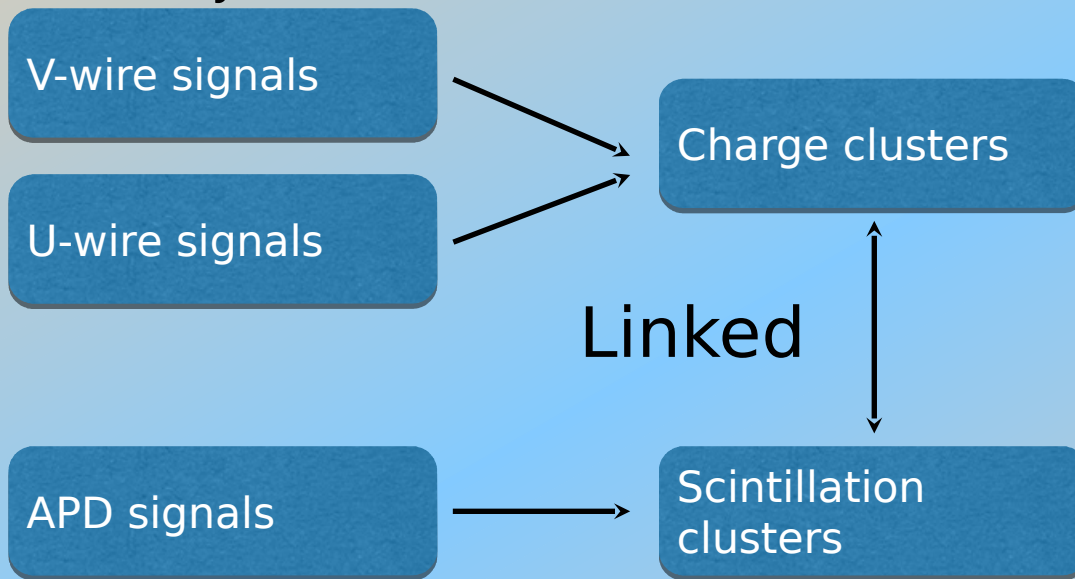 V-wire signals
Charge clusters
U-wire signals
Linked
APD signals
Scintillation
clusters